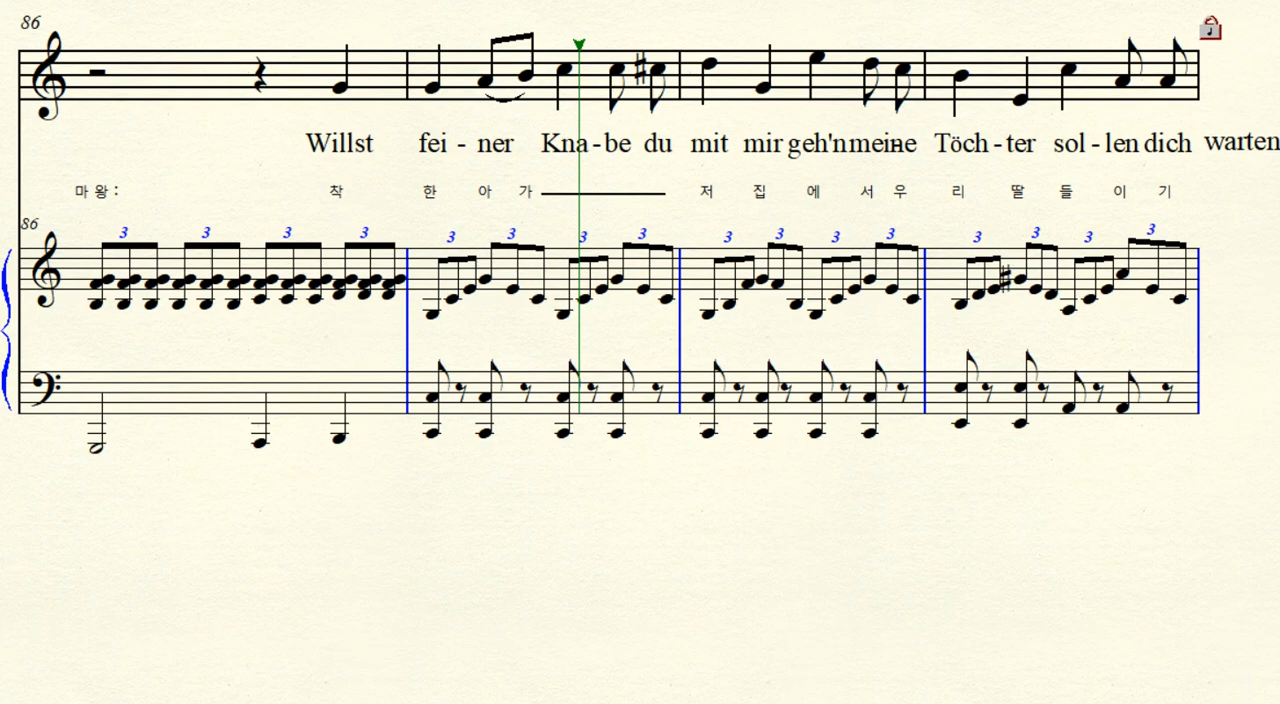 86
Willst fei - ner Kna - be du mit mir geh'n meine Töch - ter sol - len dich warten
마 왕 : 착 한 아 가 저 집 에 서 우 리 딸 들 이 기
86
3 3 3 3 3 3 3 3 3 3 3 3 3 3 3 3